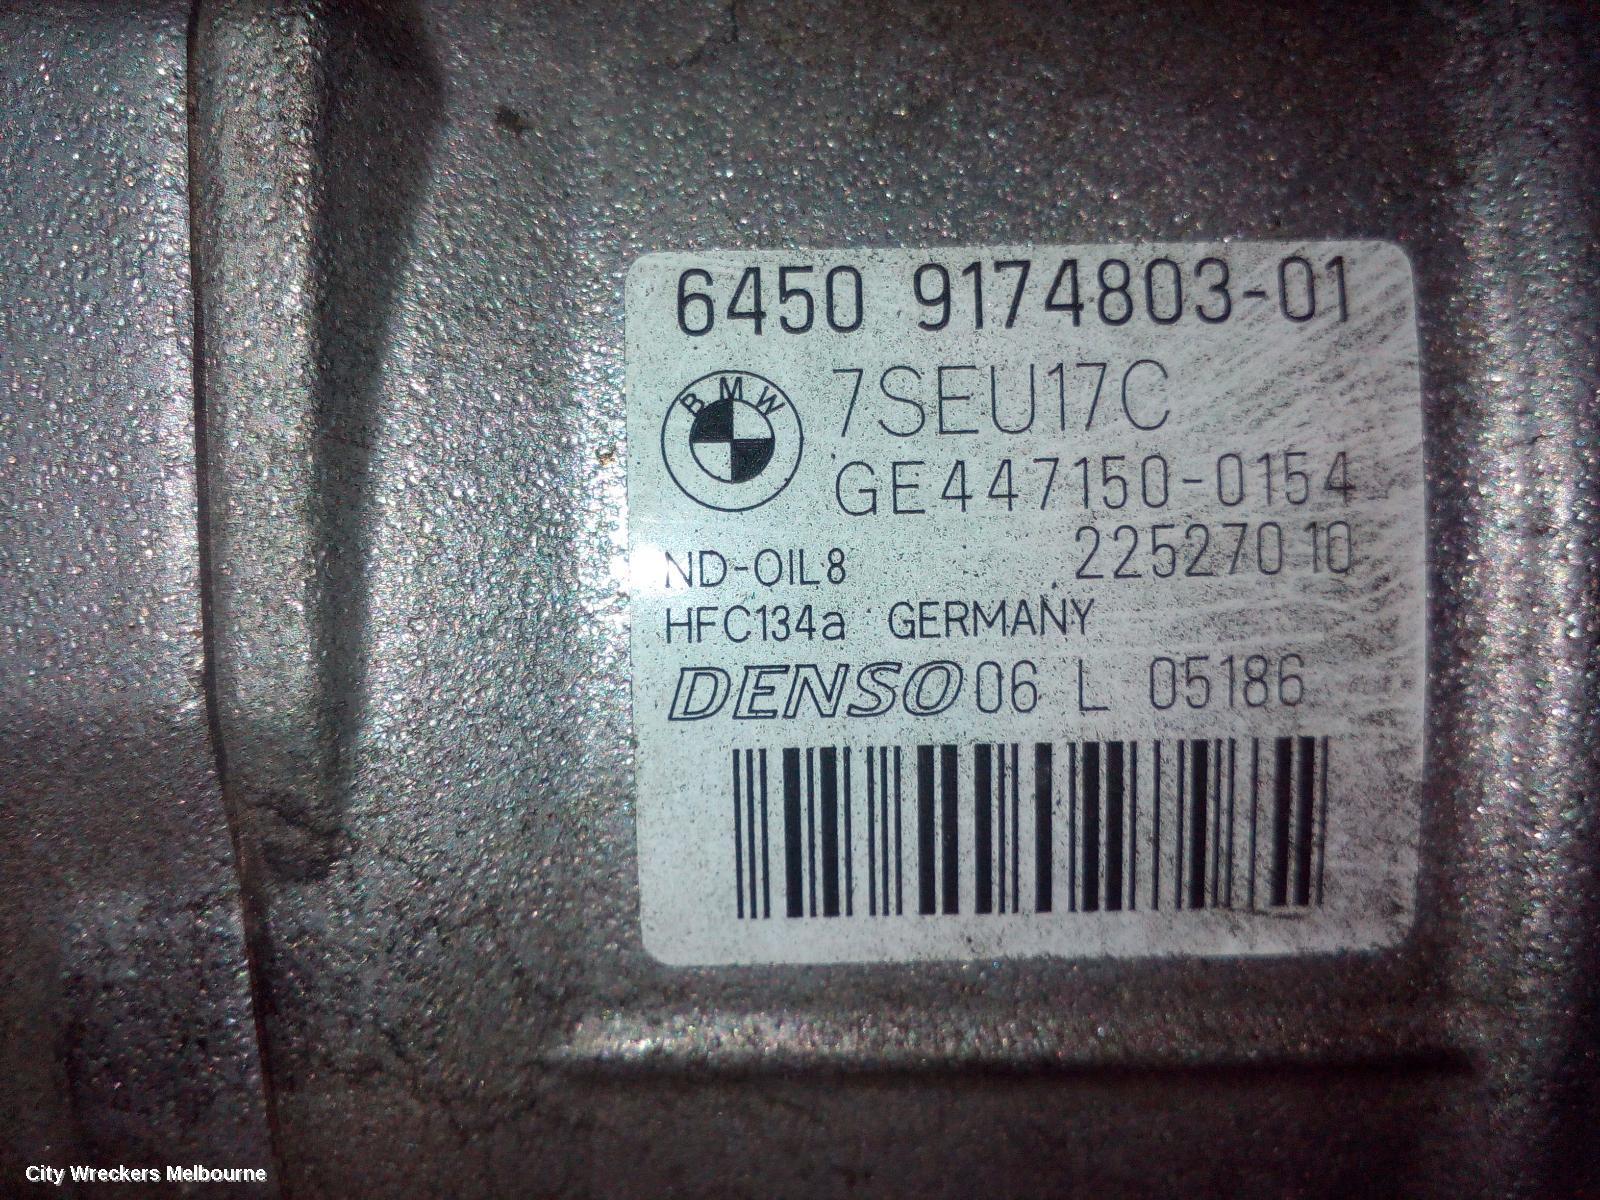 6450 9174803-01
BMW
7SEU17C
GE447150-0154
22527010
ND-OIL8
HFC134a GERMANY
DENSO 06 L 05186
City Wreckers Melbourne